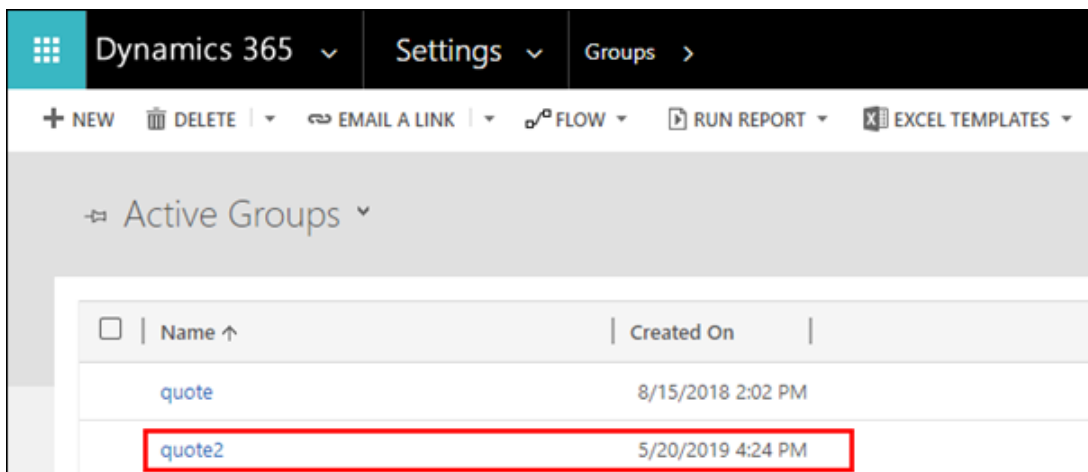 Dynamics 365 Settings Groups
NEW DELETE EMAIL A LINK FLOW RUN REPORT EXCEL TEMPLATES
Active Groups
Name Created On
quote 8/15/2018 2:02 PM
quote2 5/20/2019 4:24 PM